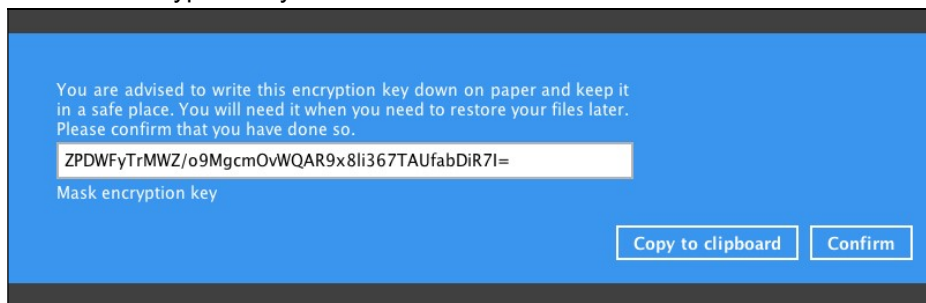 You are advised to write this encryption key down on paper and keep it
in a safe place. You will need it when you need to restore your files later.
Please confirm that you have done so.
ZPDWFyTrMWZ/o9MgcmOvWQAR9x8li367TAUfabDiR7I=
Mask encryption key
Copy to clipboard Confirm